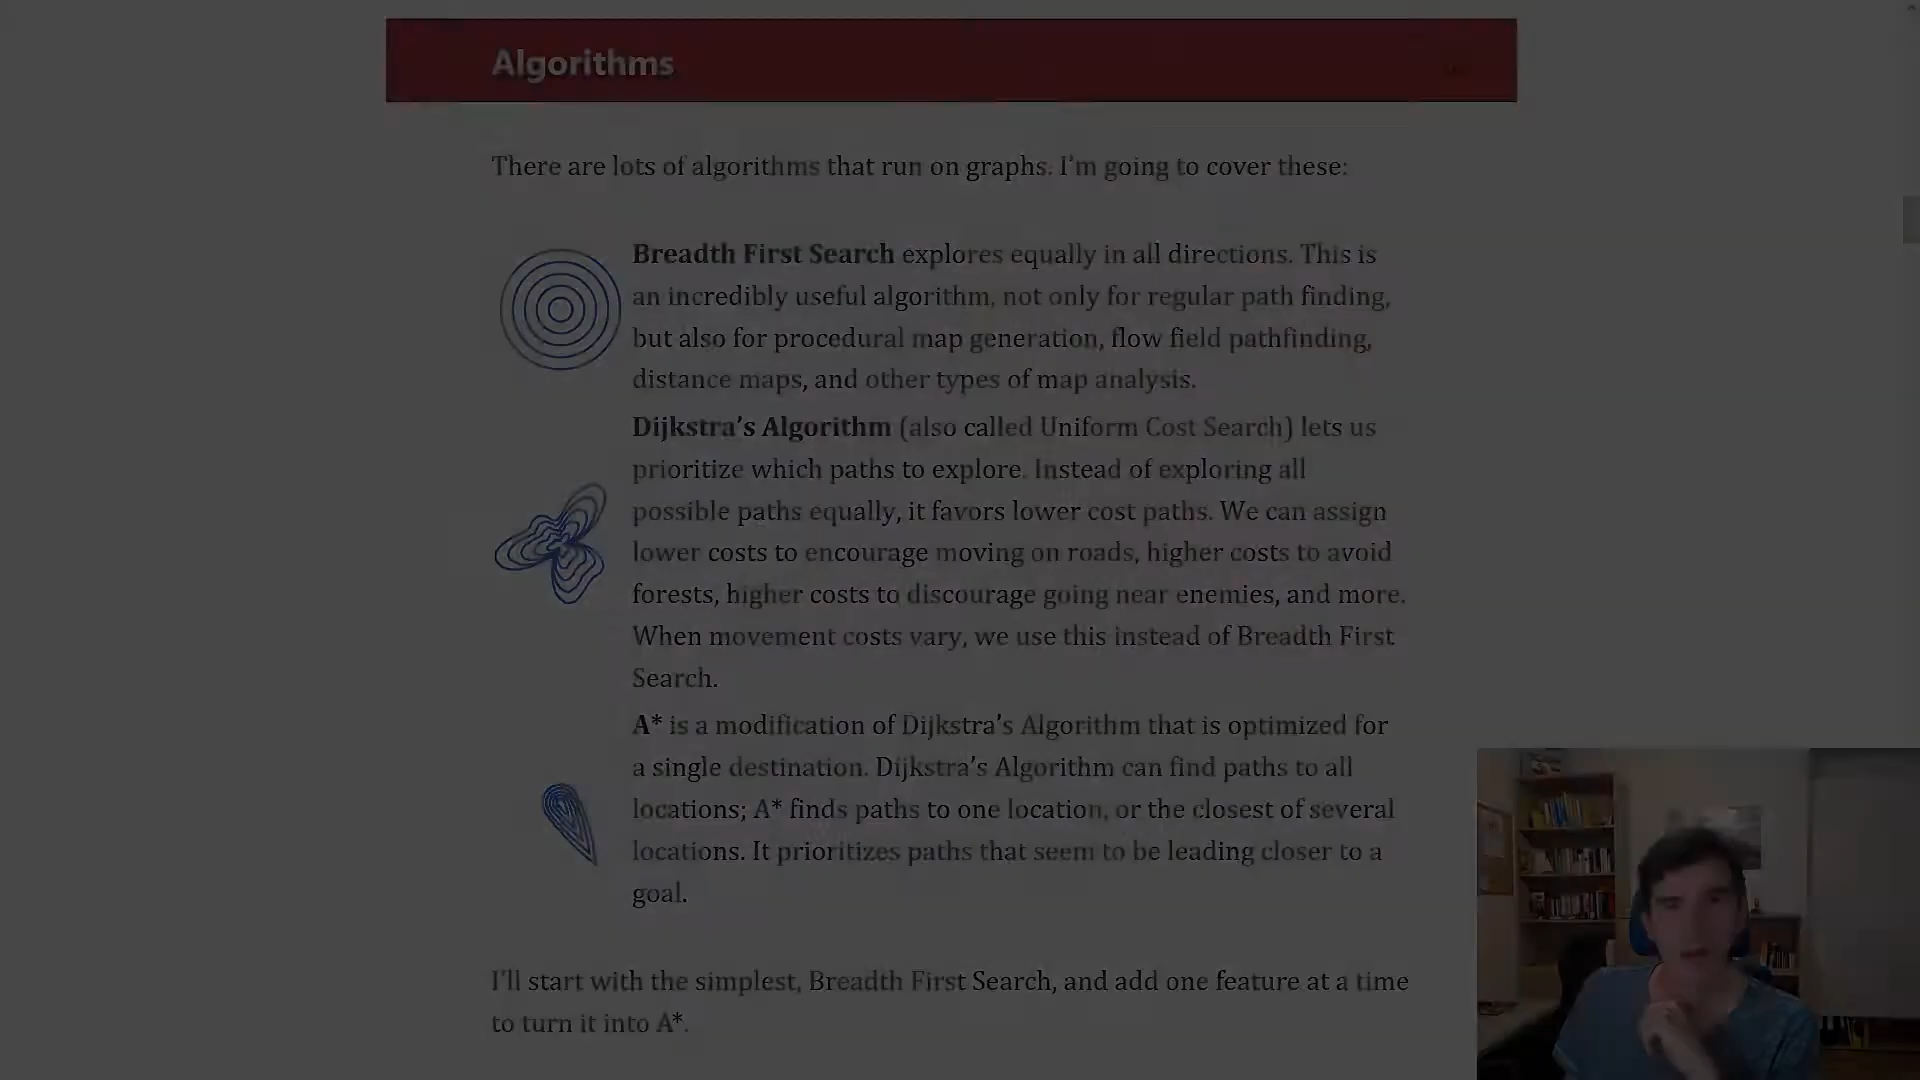 Algorithms
There are lots of algorithms that run on graphs. I'm going to cover these:
Breadth First Search explores equally in all directions. This is
an incredibly useful algorithm, not only for regular path finding,
but also for procedural map generation, flow field pathfinding,
distance maps, and other types of map analysis.
Dijkstra's Algorithm (also called Uniform Cost Search) lets us
prioritize which paths to explore. Instead of exploring all
possible paths equally, it favors lower cost paths. We can assign
lower costs to encourage moving on roads, higher costs to avoid
forests, higher costs to discourage going near enemies, and more.
When movement costs vary, we use this instead of Breadth First
Search.
A* is a modification of Dijkstra's Algorithm that is optimized for
a single destination. Dijkstra's Algorithm can find paths to all
locations; A* finds paths to one location, or the closest of several
locations. It prioritizes paths that seem to be leading closer to a
goal.
I'll start with the simplest, Breadth First Search, and add one feature at a time
to turn it into A*.